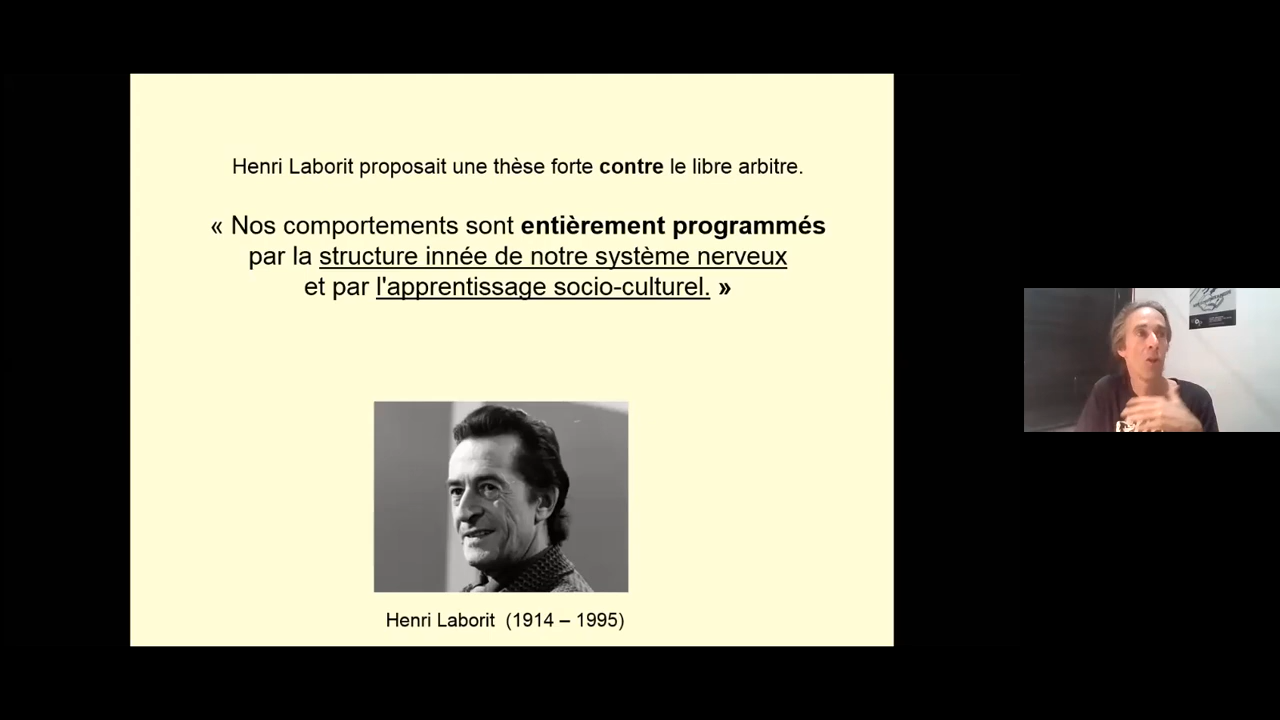 Henri Laborit proposait une thèse forte contre le libre arbitre.
« Nos comportements sont entièrement programmés
par la structure innée de notre système nerveux
et par l'apprentissage socio-culturel. »
Henri Laborit (1914 – 1995)